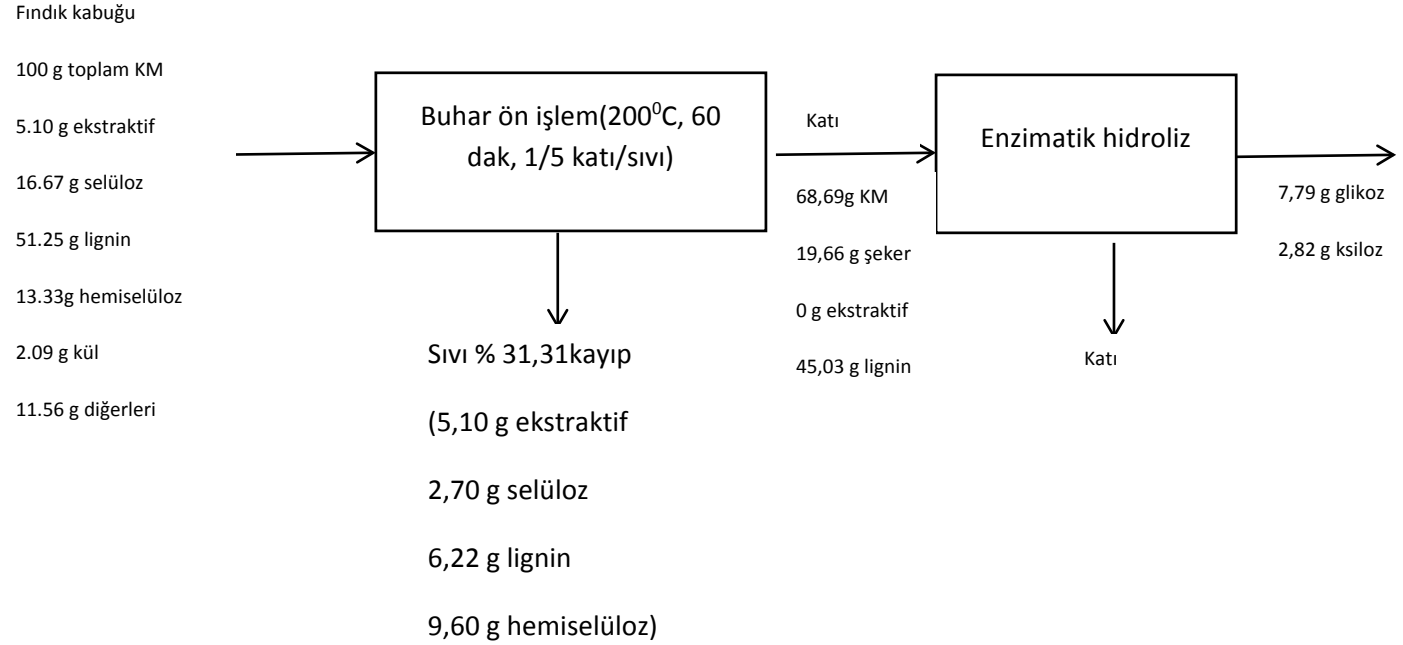 Fındık kabuğu
100 g toplam KM
5.10 g ekstraktif
16.67 g selüloz
51.25 g lignin
13.33g hemiselüloz
2.09 g kül
11.56 g diğerleri
Buhar ön işlem(200⁰C, 60
dak, 1/5 katı/sıvı)
Sıvı % 31,31kayıp
(5,10 g ekstraktif
2,70 g selüloz
6,22 g lignin
9,60 g hemiselüloz)
Katı
68,69g KM
19,66 g şeker
0 g ekstraktif
45,03 g lignin
Enzimatik hidroliz
Katı
7,79 g glikoz
2,82 g ksiloz